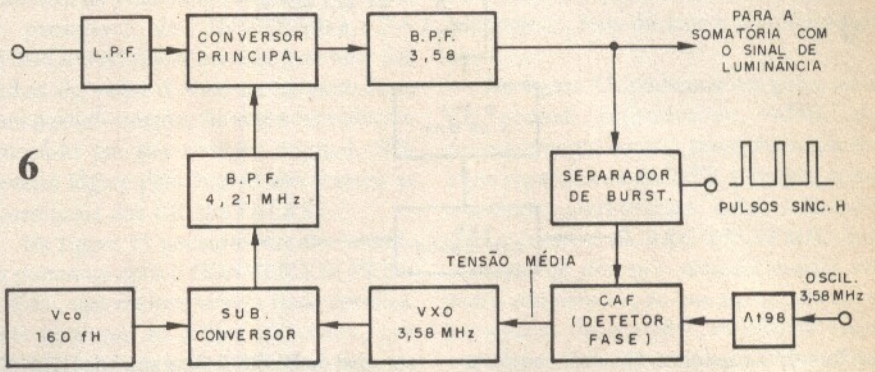 L.P.F.
CONVERSOR
PRINCIPAL
B.P.F.
3,58
PARA A
SOMATÓRIA COM
O SINAL DE
LUMINÂNCIA
6
B.P.F.
4,21 MHz
SEPARADOR
DE BURST.
PULSOS SINC. H
TENSÃO MÉDIA
Vco
160 fH
SUB.
CONVERSOR
VXO
3,58 MHz
CAF
(DETETOR
FASE)
Λt98
OSCIL.
3,58 MHz